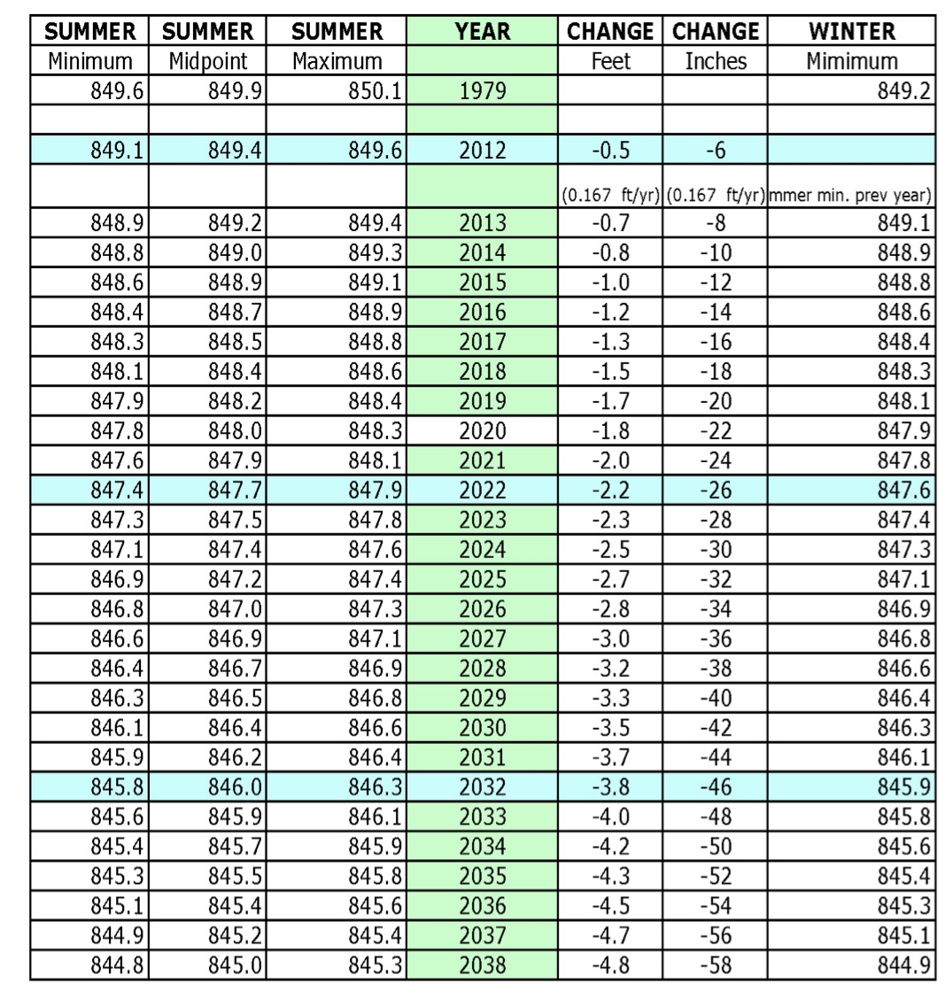 SUMMER SUMMER SUMMER YEAR CHANGE CHANGE WINTER
Minimum Midpoint Maximum Feet Inches Mimimum
849.6 849.9 850.1 1979 849.2
849.1 849.4 849.6 2012 -0.5 -6
(0.167 ft/yr) (0.167 ft/yr) mmer min. prev year)
848.9 849.2 849.4 2013 -0.7 -8 849.1
848.8 849.0 849.3 2014 -0.8 -10 848.9
848.6 848.9 849.1 2015 -1.0 -12 848.8
848.4 848.7 848.9 2016 -1.2 -14 848.6
848.3 848.5 848.8 2017 -1.3 -16 848.4
848.1 848.4 848.6 2018 -1.5 -18 848.3
847.9 848.2 848.4 2019 -1.7 -20 848.1
847.8 848.0 848.3 2020 -1.8 -22 847.9
847.6 847.9 848.1 2021 -2.0 -24 847.8
847.4 847.7 847.9 2022 -2.2 -26 847.6
847.3 847.5 847.8 2023 -2.3 -28 847.4
847.1 847.4 847.6 2024 -2.5 -30 847.3
846.9 847.2 847.4 2025 -2.7 -32 847.1
846.8 847.0 847.3 2026 -2.8 -34 846.9
846.6 846.9 847.1 2027 -3.0 -36 846.8
846.4 846.7 846.9 2028 -3.2 -38 846.6
846.3 846.5 846.8 2029 -3.3 -40 846.4
846.1 846.4 846.6 2030 -3.5 -42 846.3
845.9 846.2 846.4 2031 -3.7 -44 846.1
845.8 846.0 846.3 2032 -3.8 -46 845.9
845.6 845.9 846.1 2033 -4.0 -48 845.8
845.4 845.7 845.9 2034 -4.2 -50 845.6
845.3 845.5 845.8 2035 -4.3 -52 845.4
845.1 845.4 845.6 2036 -4.5 -54 845.3
844.9 845.2 845.4 2037 -4.7 -56 845.1
844.8 845.0 845.3 2038 -4.8 -58 844.9